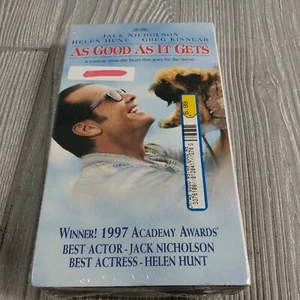 JACK NICHOLSON
HELEN HUNT GREG KINNEAR
AS GOOD AS IT GETS
A comedy from the heart that goes for the throat.
WINNER! 1997 ACADEMY AWARDS
BEST ACTOR - JACK NICHOLSON
BEST ACTRESS - HELEN HUNT